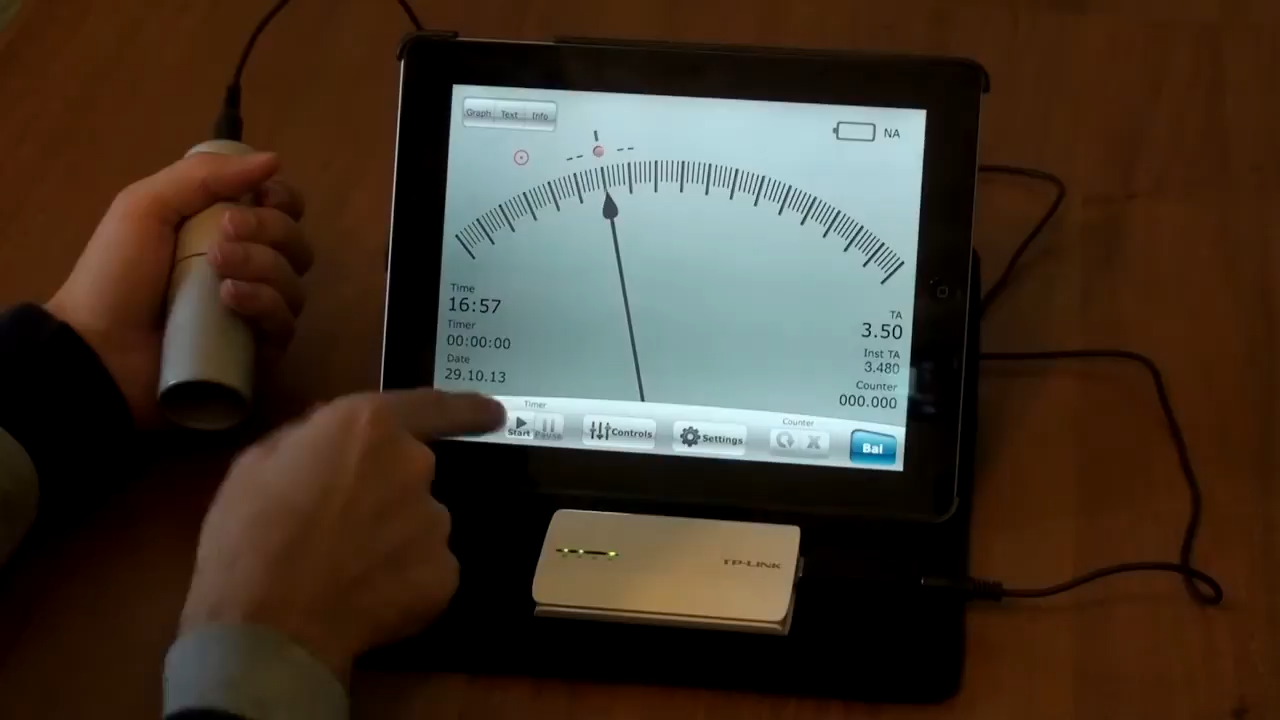 Graph Text Info
NA
Time
16:57
Timer
00:00:00
Date
29.10.13
TA
3.50
Inst TA
3.480
Counter
000.000
Timer
Start Pause
Controls
Settings
Counter
Bal
TP-LINK